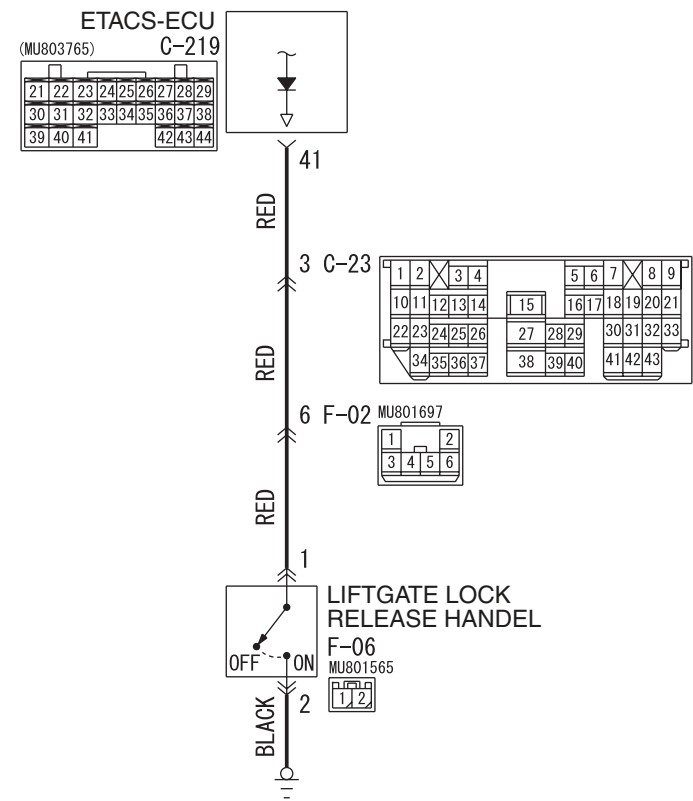 ETACS-ECU
(MU803765) C-219
21 22 23 24 25 26 27 28 29
30 31 32 33 34 35 36 37 38
39 40 41 42 43 44
41
RED
3 C-23
1 2 3 4 5 6 7 8 9
10 11 12 13 14 15 16 17 18 19 20 21
22 23 24 25 26 27 28 29 30 31 32 33
34 35 36 37 38 39 40 41 42 43
RED
6 F-02 MU801697
1 2
3 4 5 6
RED
1
LIFTGATE LOCK
RELEASE HANDEL
F-06
OFF ON
MU801565
1 2
2
BLACK